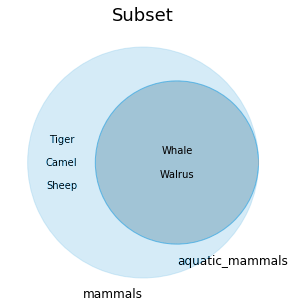 Subset
Tiger
Camel
Sheep
Whale
Walrus
aquatic_mammals
mammals